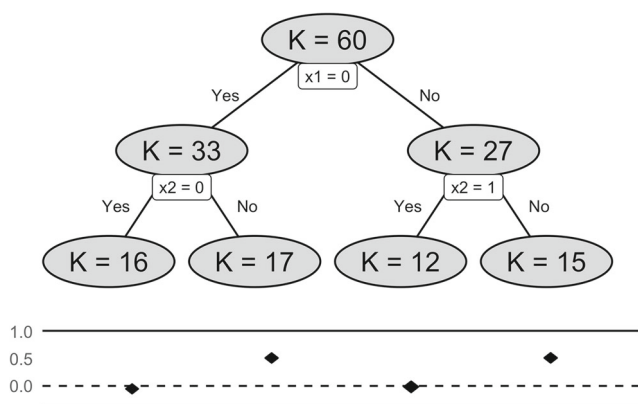 K = 60
x1 = 0
Yes No
K = 33 K = 27
x2 = 0 x2 = 1
Yes No Yes No
K = 16 K = 17 K = 12 K = 15
1.0
0.5
0.0